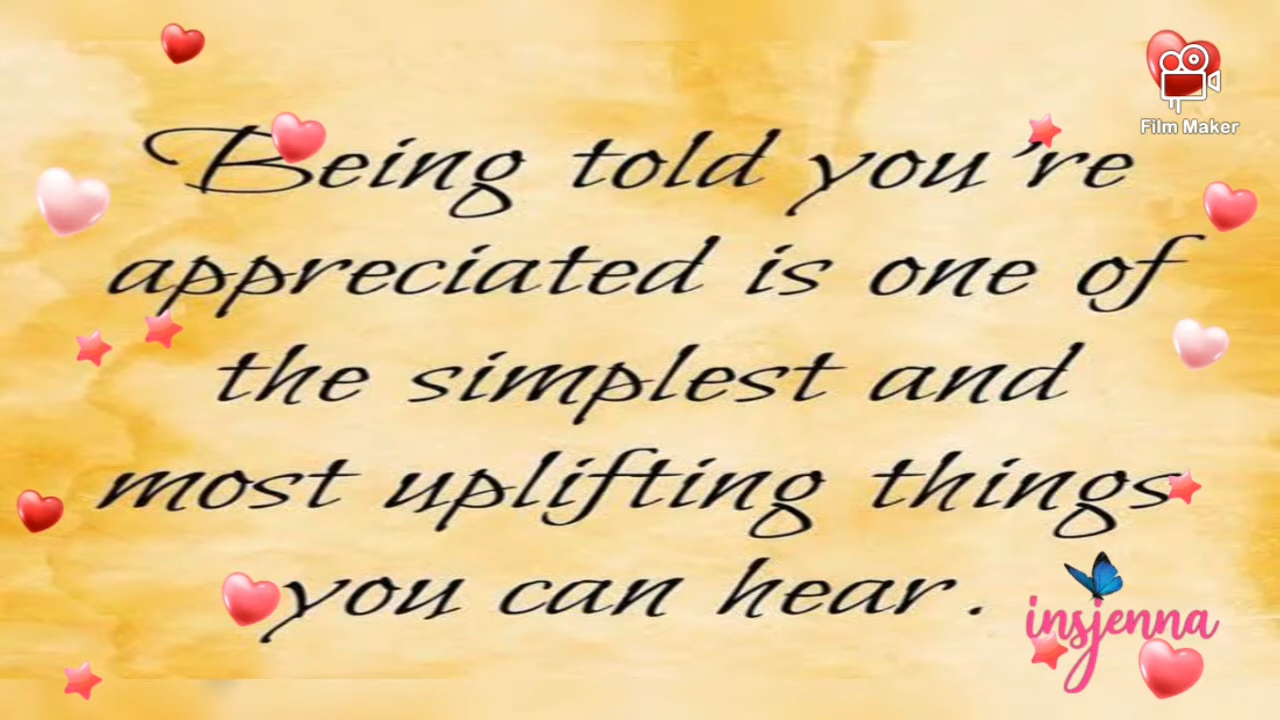 Film Maker
Being told you're
appreciated is one of
the simplest and
most uplifting things
you can hear.
insjenna